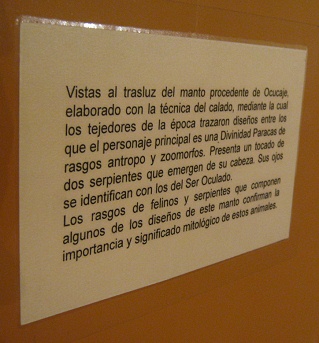 Vistas al trasluz del manto procedente de Ocucaje,
elaborado con la técnica del calado, mediante la cual
los tejedores de la época trazaron diseños entre los
que el personaje principal es una Divinidad Paracas de
rasgos antropo y zoomorfos. Presenta un tocado de
dos serpientes que emergen de su cabeza. Sus ojos
se identifican con los del Ser Oculado.
Los rasgos de felinos y serpientes que componen
algunos de los diseños de este manto confirman la
importancia y significado mitológico de estos animales.